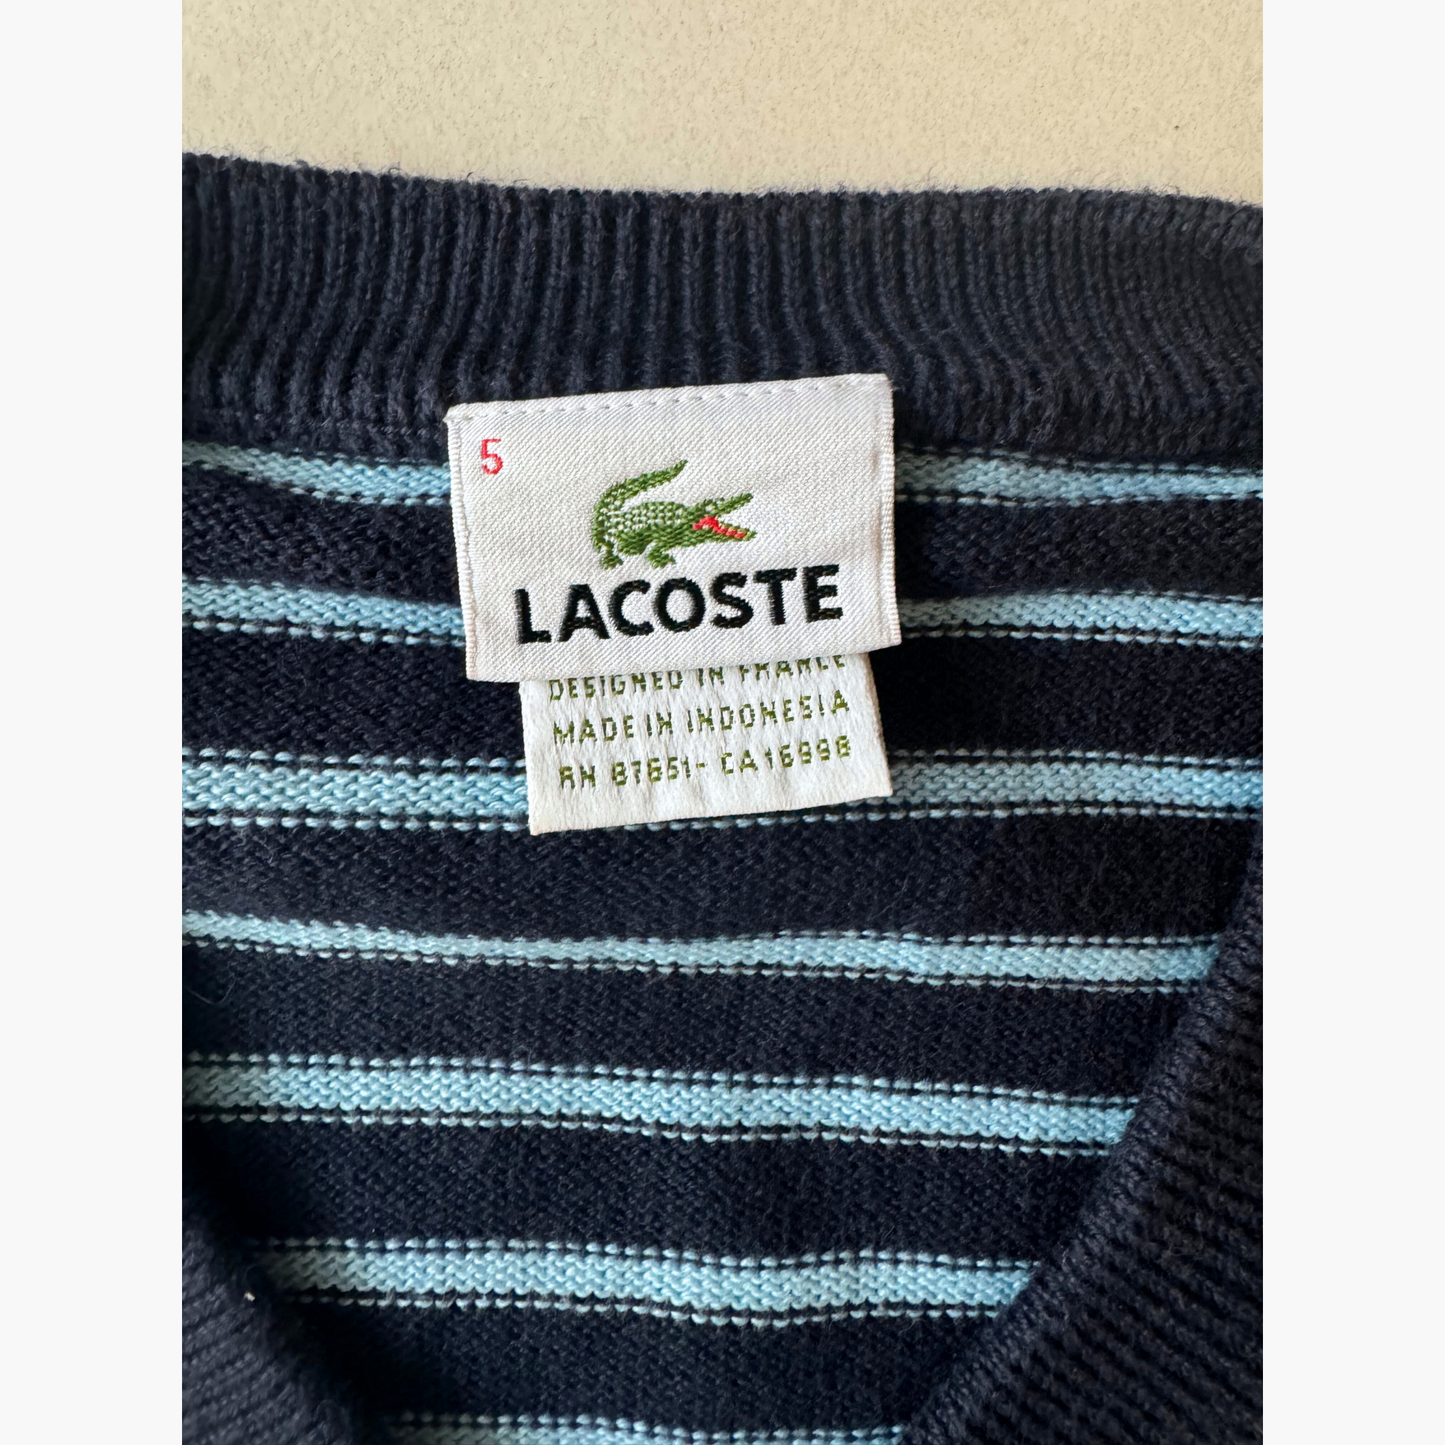 5
LACOSTE
DESIGNED IN FRANCE
MADE IN INDONESIA
RN 87651- CA16998